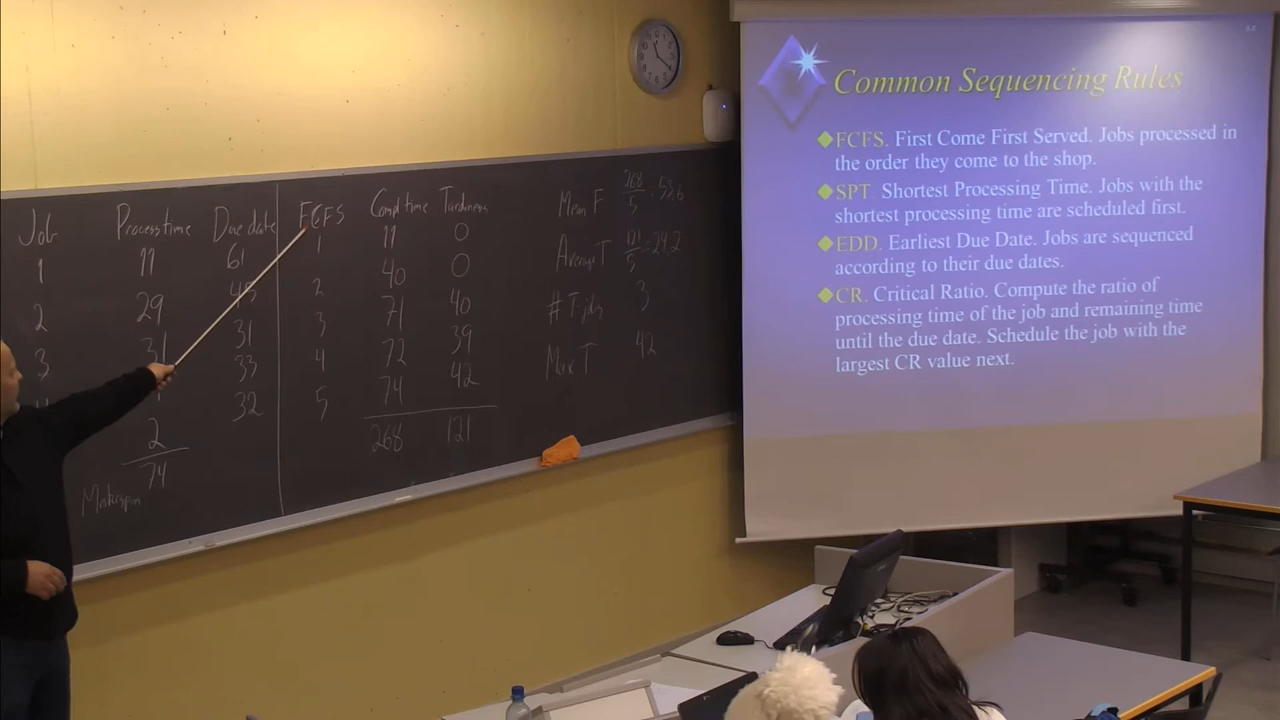 Job Process time Due date FCFS Compl time Tardiness
1 11 61 1 11 0
2 29 45 2 40 0
3 31 31 3 71 40
33 4 72 39
2 32 5 74 42
74 268 121
Makespan
Mean F 268/5 = 53,6
Average T 121/5 = 24,2
# T jobs 3
Max T 42
Common Sequencing Rules
FCFS. First Come First Served. Jobs processed in
the order they come to the shop.
SPT. Shortest Processing Time. Jobs with the
shortest processing time are scheduled first.
EDD. Earliest Due Date. Jobs are sequenced
according to their due dates.
CR. Critical Ratio. Compute the ratio of
processing time of the job and remaining time
until the due date. Schedule the job with the
largest CR value next.